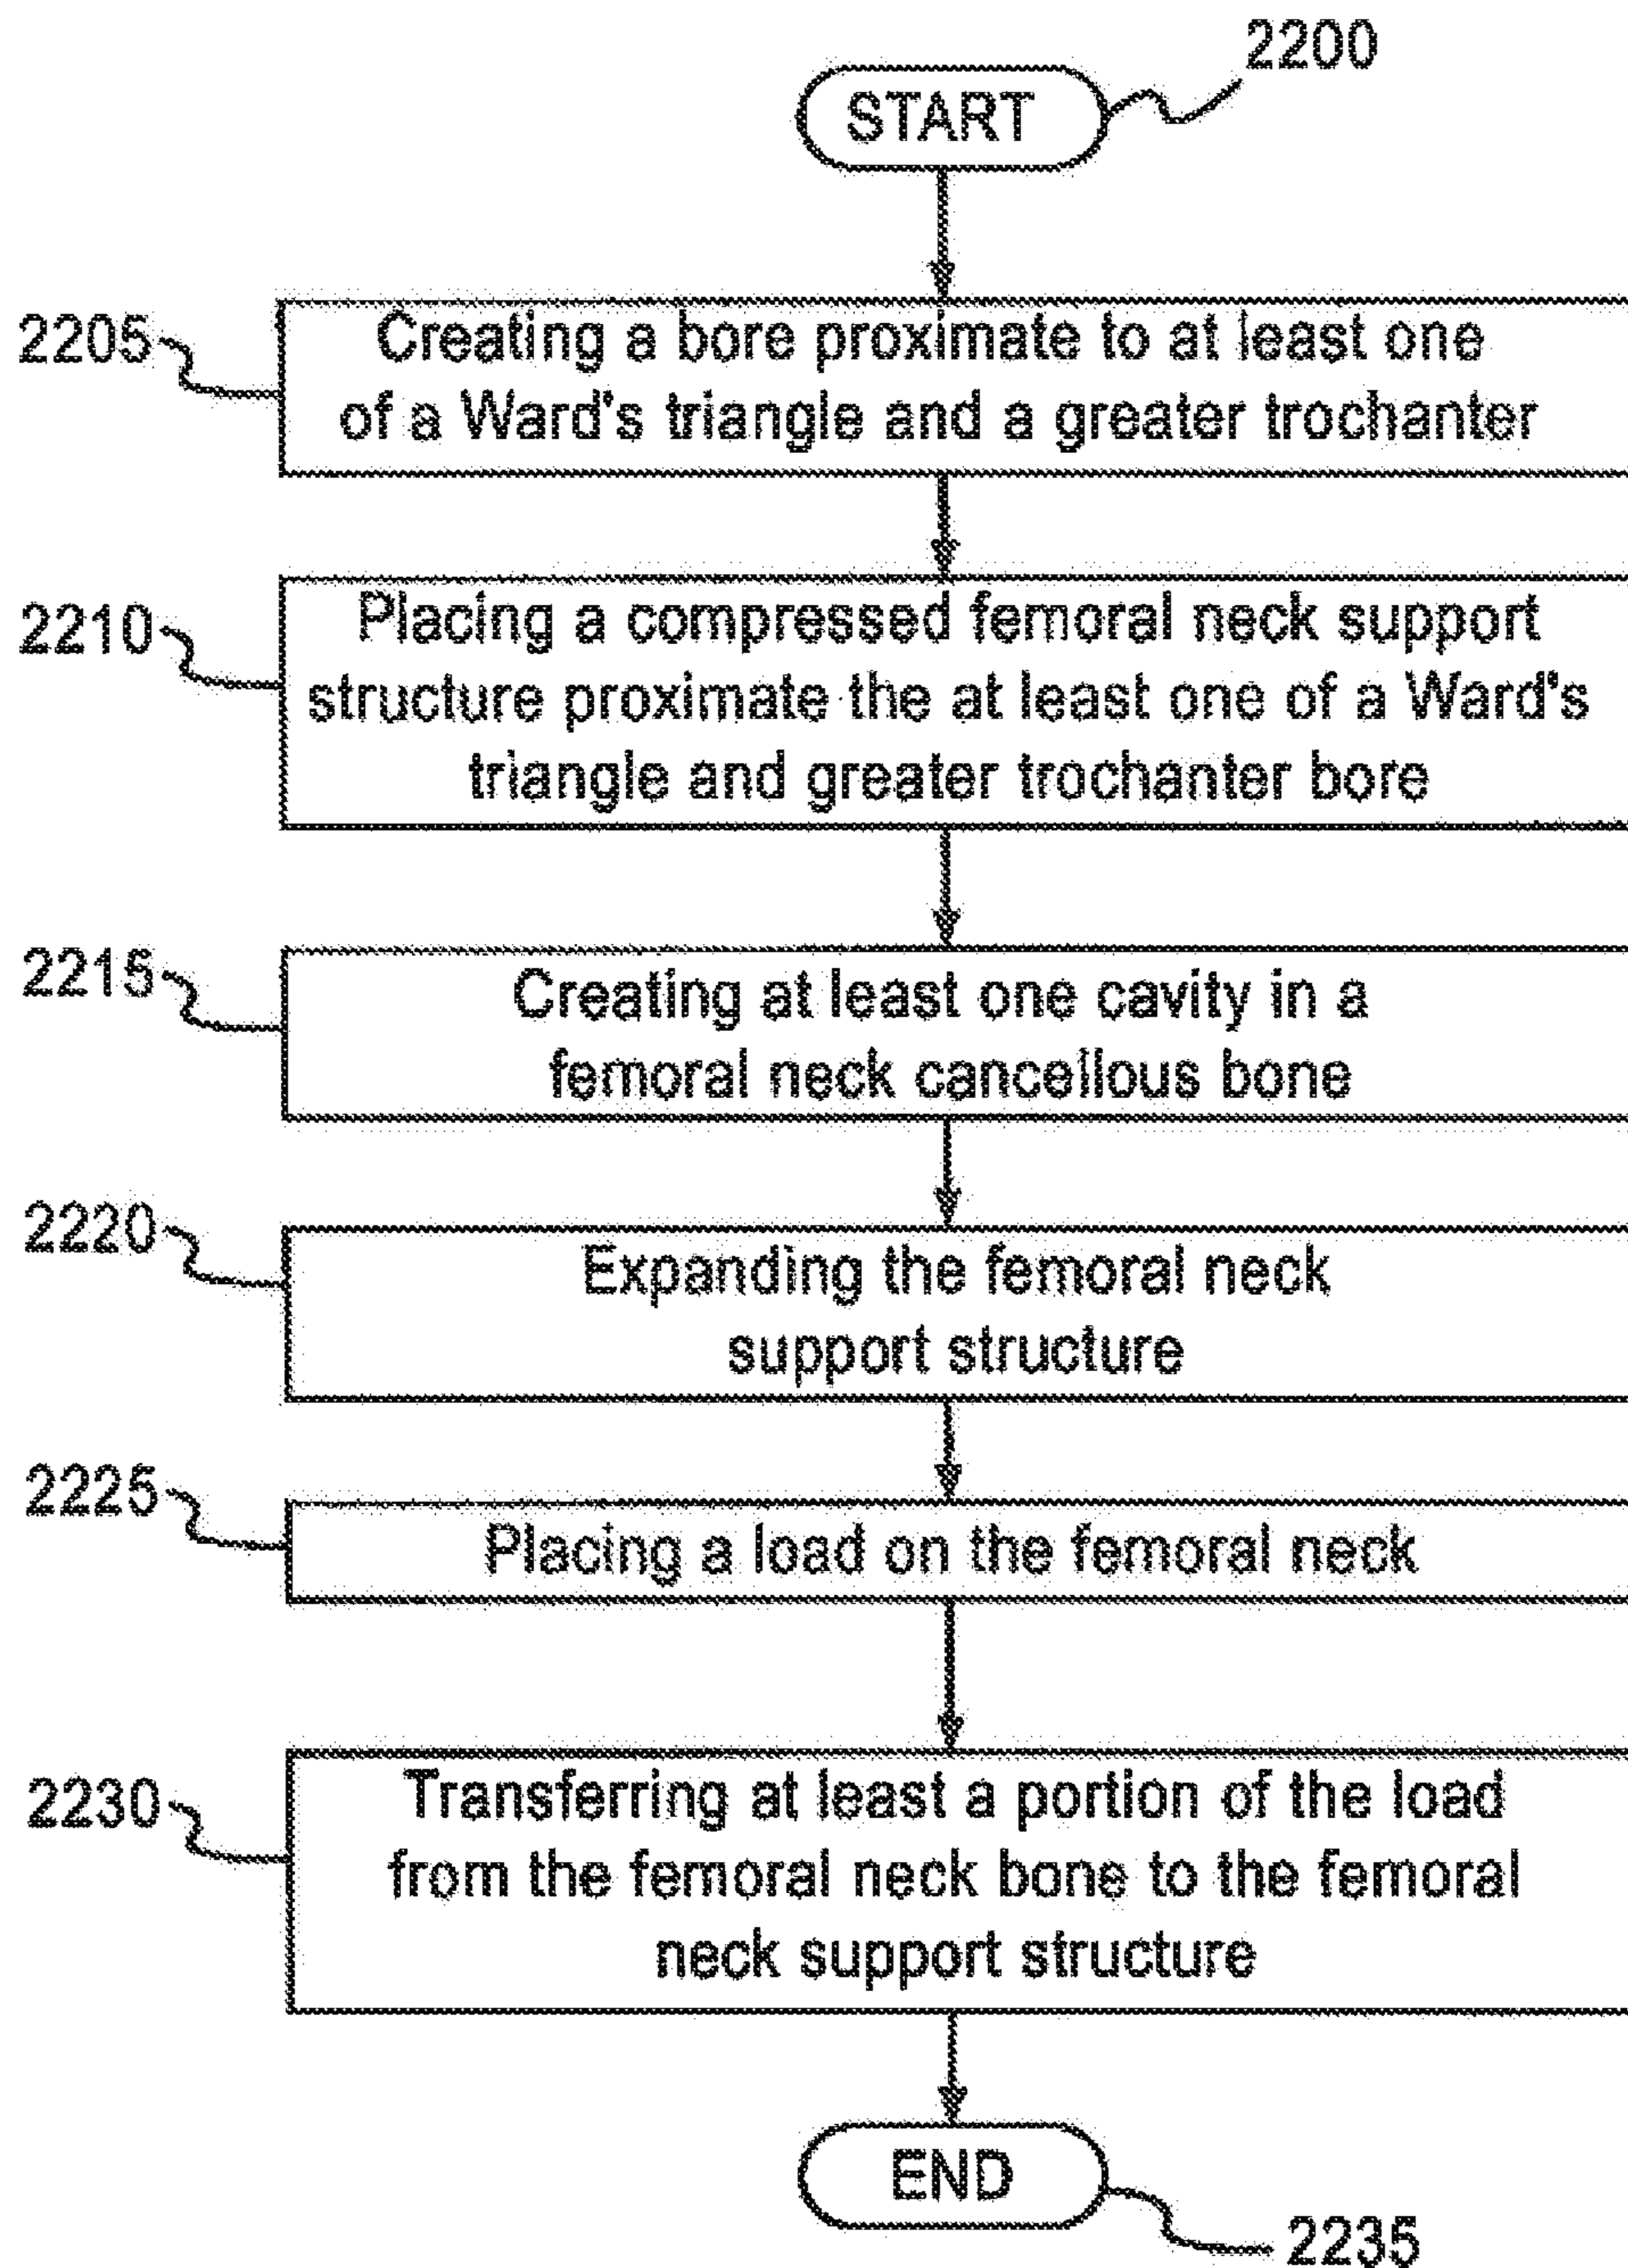 2200
START
2205
Creating a bore proximate to at least one
of a Ward's triangle and a greater trochanter
2210
Placing a compressed femoral neck support
structure proximate the at least one of a Ward's
triangle and greater trochanter bore
2215
Creating at least one cavity in a
femoral neck cancellous bone
2220
Expanding the femoral neck
support structure
2225
Placing a load on the femoral neck
2230
Transferring at least a portion of the load
from the femoral neck bone to the femoral
neck support structure
END
2235